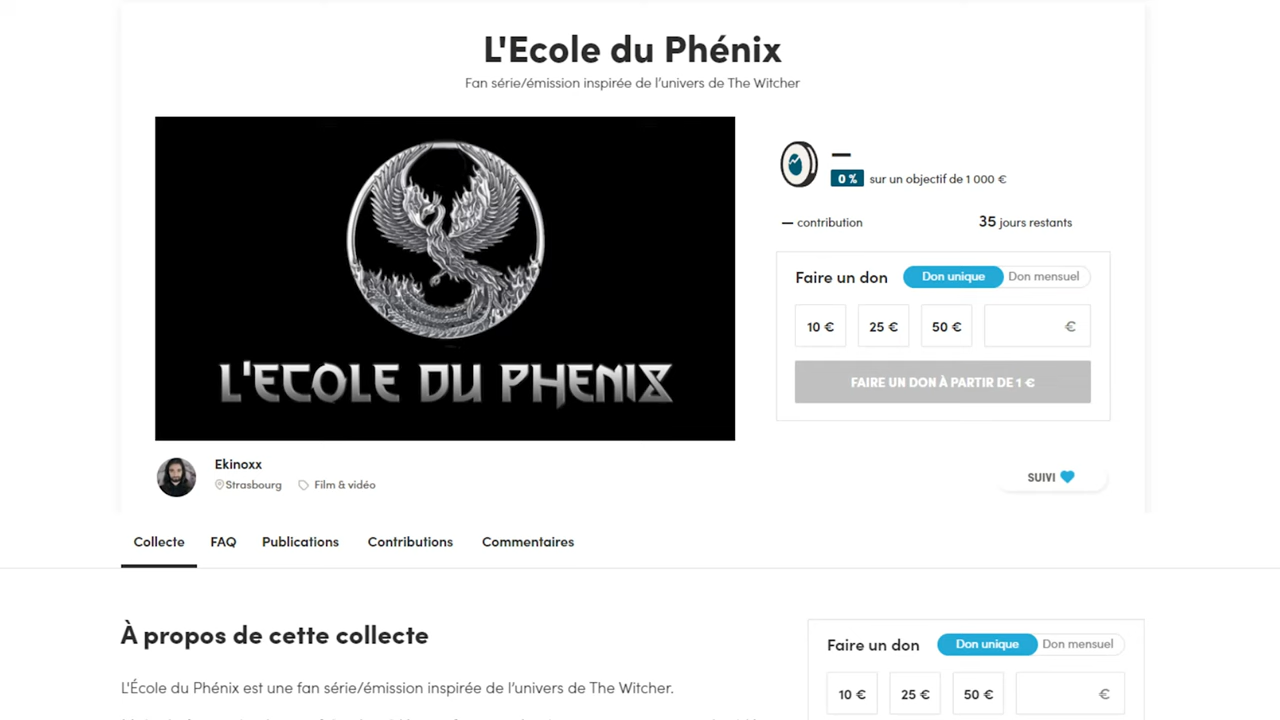 L'Ecole du Phénix
Fan série/émission inspirée de l'univers de The Witcher
L'ECOLE DU PHENIX
—
0 % sur un objectif de 1 000 €
— contribution 35 jours restants
Faire un don Don unique Don mensuel
10 € 25 € 50 € €
FAIRE UN DON À PARTIR DE 1 €
Ekinoxx
Strasbourg Film & vidéo
SUIVI
Collecte FAQ Publications Contributions Commentaires
À propos de cette collecte
L'École du Phénix est une fan série/émission inspirée de l'univers de The Witcher.
Faire un don Don unique Don mensuel
10 € 25 € 50 € €